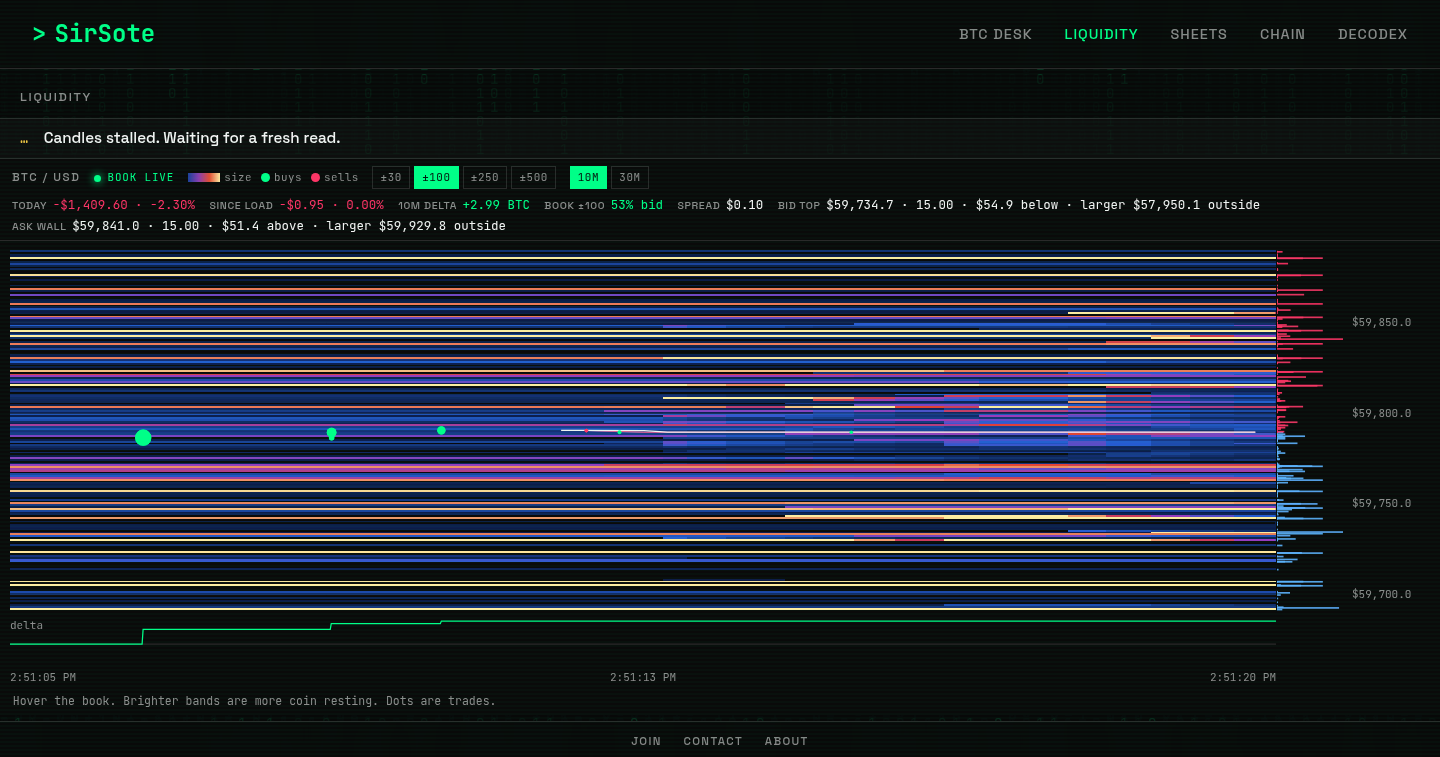 > SirSote
BTC DESK LIQUIDITY SHEETS CHAIN DECODEX
LIQUIDITY
… Candles stalled. Waiting for a fresh read.
BTC / USD BOOK LIVE size buys sells ±30 ±100 ±250 ±500 10M 30M
TODAY -$1,409.60 · -2.30% SINCE LOAD -$0.95 · 0.00% 10M DELTA +2.99 BTC BOOK ±100 53% bid SPREAD $0.10 BID TOP $59,734.7 · 15.00 · $54.9 below · larger $57,950.1 outside
ASK WALL $59,841.0 · 15.00 · $51.4 above · larger $59,929.8 outside
$59,850.0
$59,800.0
$59,750.0
$59,700.0
delta
2:51:05 PM 2:51:13 PM 2:51:20 PM
Hover the book. Brighter bands are more coin resting. Dots are trades.
JOIN CONTACT ABOUT